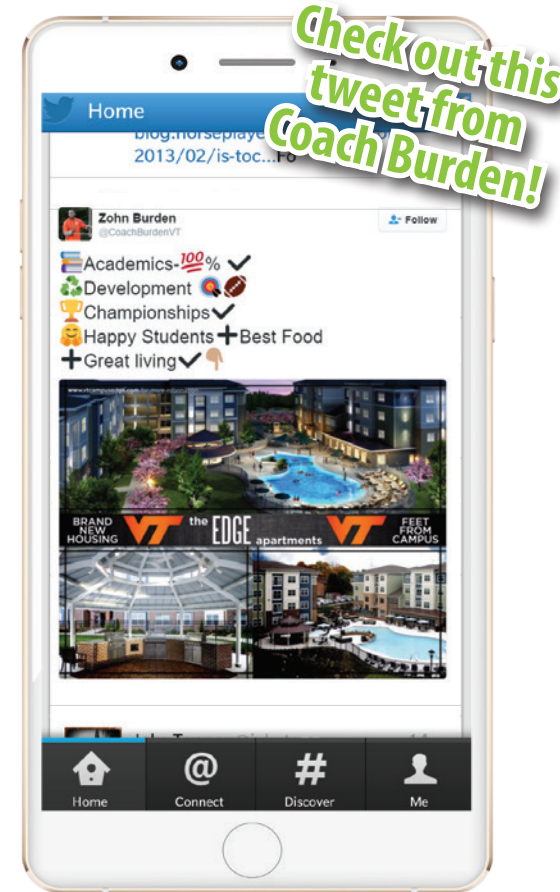 Check out this
tweet from
Coach Burden!
Home
2013/02/is-toc...Fo
Zohn Burden
@CoachBurdenVT
Follow
📚Academics-💯% ✔
♻Development 🎯🏈
🏆Championships✔
🤗Happy Students ➕Best Food
➕Great living✔👇🏼
BRAND
NEW
HOUSING
VT
the EDGE apartments
VT
FEET
FROM
CAMPUS
@
#
Home
Connect
Discover
Me